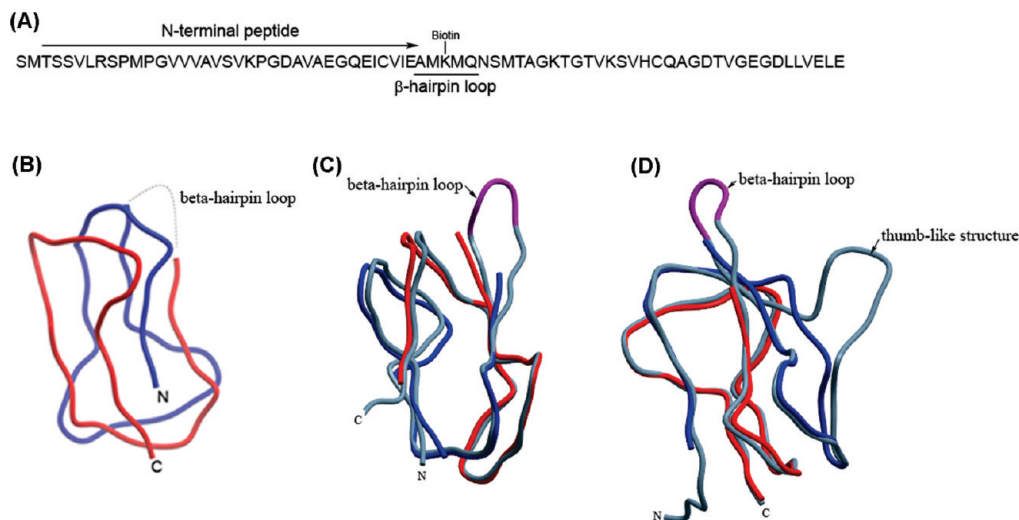 (A)
N-terminal peptide
Biotin
SMTSSVLRSPMPGVVVAVSVKPGDAVAEGQEICVIEAMKMQNSMTAGKTGTVKSVHCQAGDTVGEGDLLVELE
β-hairpin loop
(B)
beta-hairpin loop
N
C
(C)
beta-hairpin loop
C
N
(D)
beta-hairpin loop
thumb-like structure
N
C